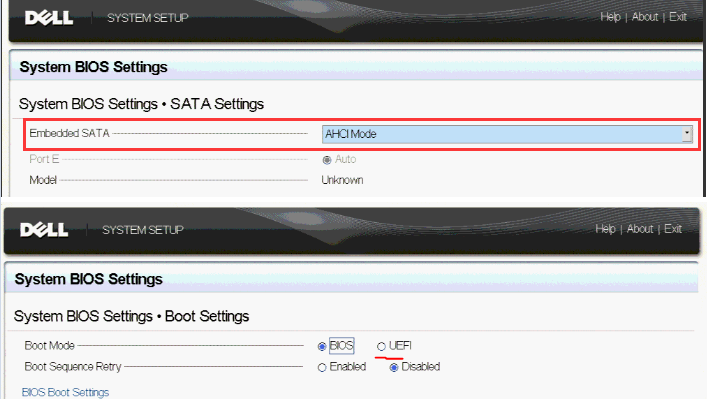 DELL SYSTEM SETUP Help | About | Exit
System BIOS Settings
System BIOS Settings • SATA Settings
Embedded SATA AHCI Mode
Port E Auto
Model Unknown
DELL SYSTEM SETUP Help | About | Exit
System BIOS Settings
System BIOS Settings • Boot Settings
Boot Mode BIOS UEFI
Boot Sequence Retry Enabled Disabled
BIOS Boot Settings